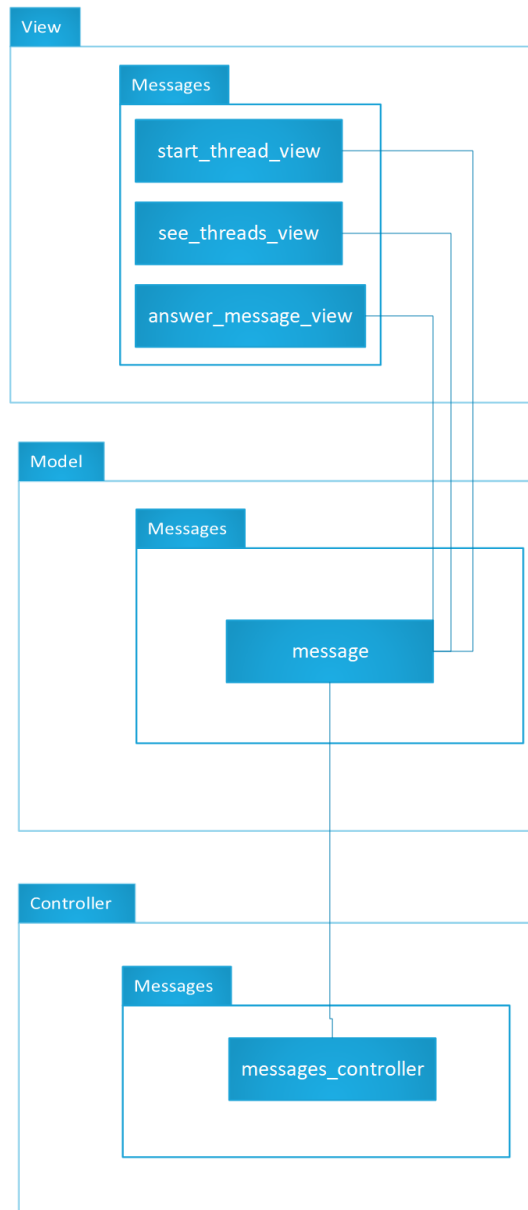 View
Messages
start_thread_view
see_threads_view
answer_message_view
Model
Messages
message
Controller
Messages
messages_controller